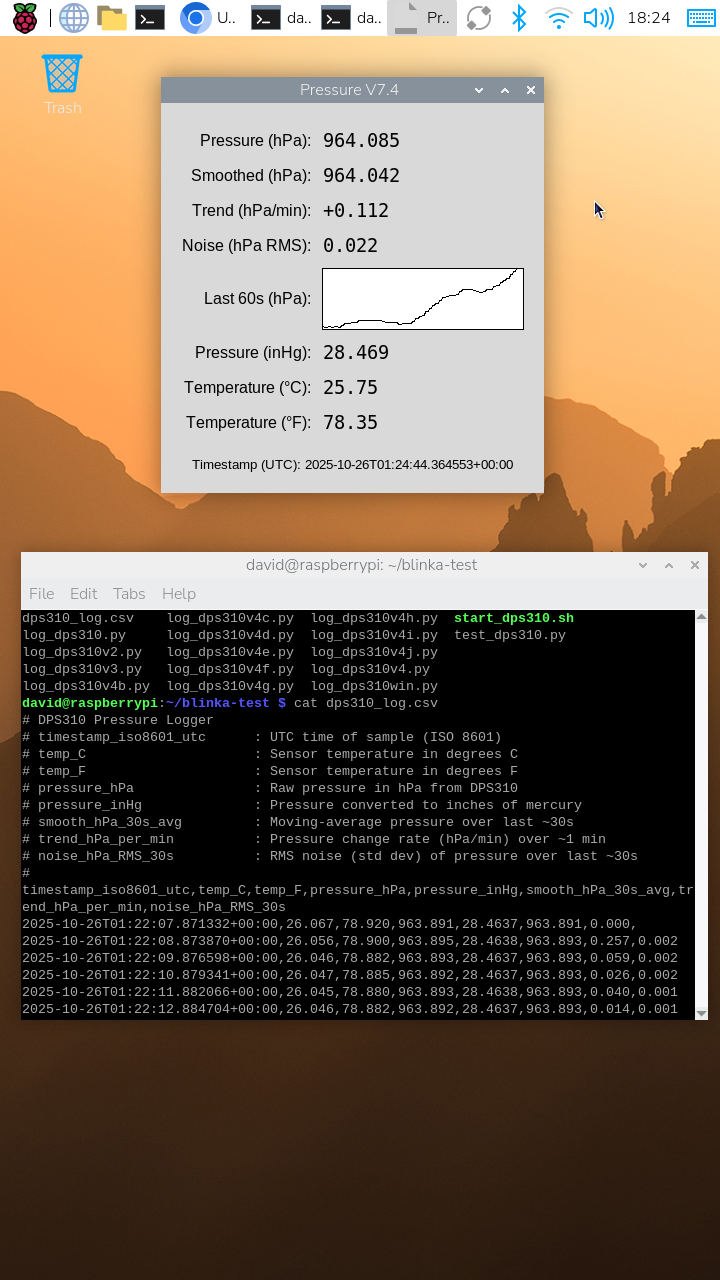 U.. da.. da.. Pr.. 18:24
Trash
Pressure V7.4
Pressure (hPa): 964.085
Smoothed (hPa): 964.042
Trend (hPa/min): +0.112
Noise (hPa RMS): 0.022
Last 60s (hPa):
Pressure (inHg): 28.469
Temperature (°C): 25.75
Temperature (°F): 78.35
Timestamp (UTC): 2025-10-26T01:24:44.364553+00:00
david@raspberrypi: ~/blinka-test
File Edit Tabs Help
dps310_log.csv log_dps310v4c.py log_dps310v4h.py start_dps310.sh
log_dps310.py log_dps310v4d.py log_dps310v4i.py test_dps310.py
log_dps310v2.py log_dps310v4e.py log_dps310v4j.py
log_dps310v3.py log_dps310v4f.py log_dps310v4.py
log_dps310v4b.py log_dps310v4g.py log_dps310win.py
david@raspberrypi:~/blinka-test $ cat dps310_log.csv
# DPS310 Pressure Logger
# timestamp_iso8601_utc : UTC time of sample (ISO 8601)
# temp_C : Sensor temperature in degrees C
# temp_F : Sensor temperature in degrees F
# pressure_hPa : Raw pressure in hPa from DPS310
# pressure_inHg : Pressure converted to inches of mercury
# smooth_hPa_30s_avg : Moving-average pressure over last ~30s
# trend_hPa_per_min : Pressure change rate (hPa/min) over ~1 min
# noise_hPa_RMS_30s : RMS noise (std dev) of pressure over last ~30s
#
timestamp_iso8601_utc,temp_C,temp_F,pressure_hPa,pressure_inHg,smooth_hPa_30s_avg,tr
end_hPa_per_min,noise_hPa_RMS_30s
2025-10-26T01:22:07.871332+00:00,26.067,78.920,963.891,28.4637,963.891,0.000,
2025-10-26T01:22:08.873870+00:00,26.056,78.900,963.895,28.4638,963.893,0.257,0.002
2025-10-26T01:22:09.876598+00:00,26.046,78.882,963.893,28.4637,963.893,0.059,0.002
2025-10-26T01:22:10.879341+00:00,26.047,78.885,963.892,28.4637,963.893,0.026,0.002
2025-10-26T01:22:11.882066+00:00,26.045,78.880,963.893,28.4638,963.893,0.040,0.001
2025-10-26T01:22:12.884704+00:00,26.046,78.882,963.892,28.4637,963.893,0.014,0.001